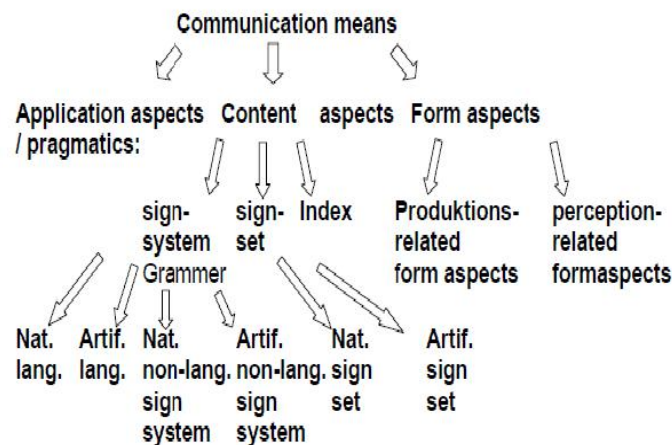 Communication means
Application aspects Content aspects Form aspects
/ pragmatics:
sign- sign- Index Produktions- perception-
system set related related
Grammer form aspects formaspects
Nat. Artif. Nat. Artif. Nat. Artif.
lang. lang. non-lang. non-lang. sign sign
sign sign set set
system system